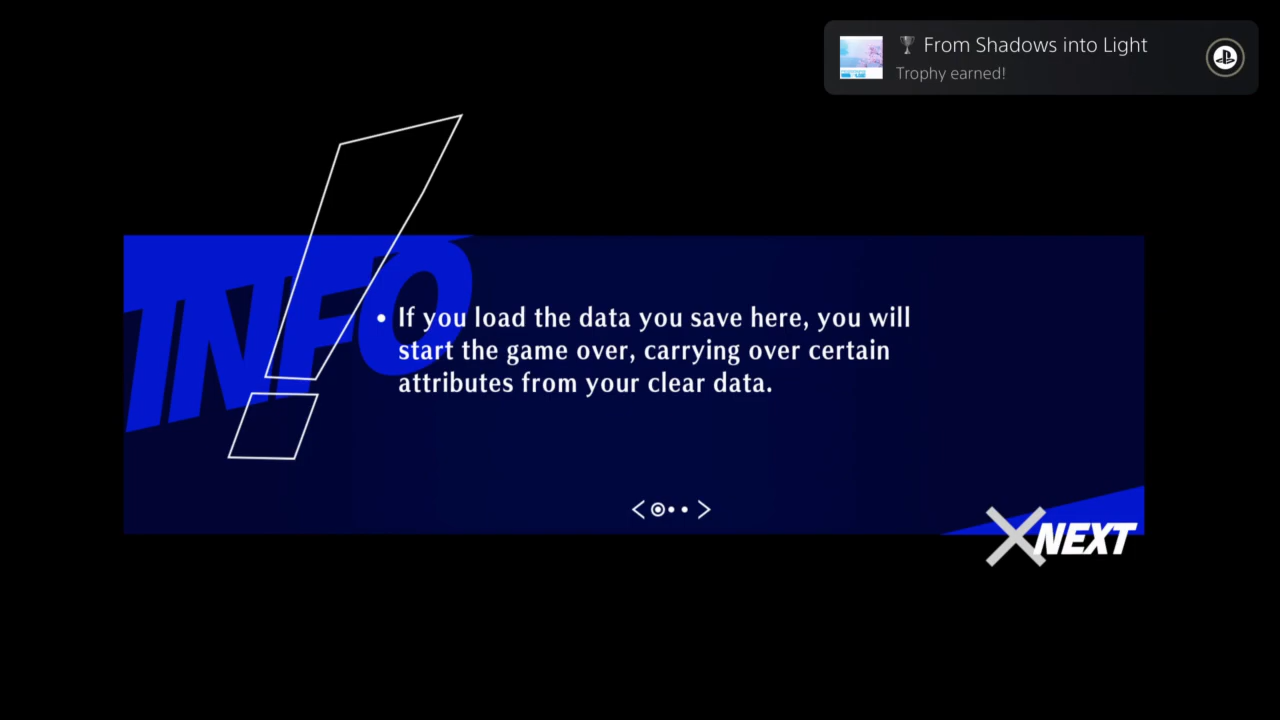 From Shadows into Light
Trophy earned!
INFO
• If you load the data you save here, you will
start the game over, carrying over certain
attributes from your clear data.
NEXT